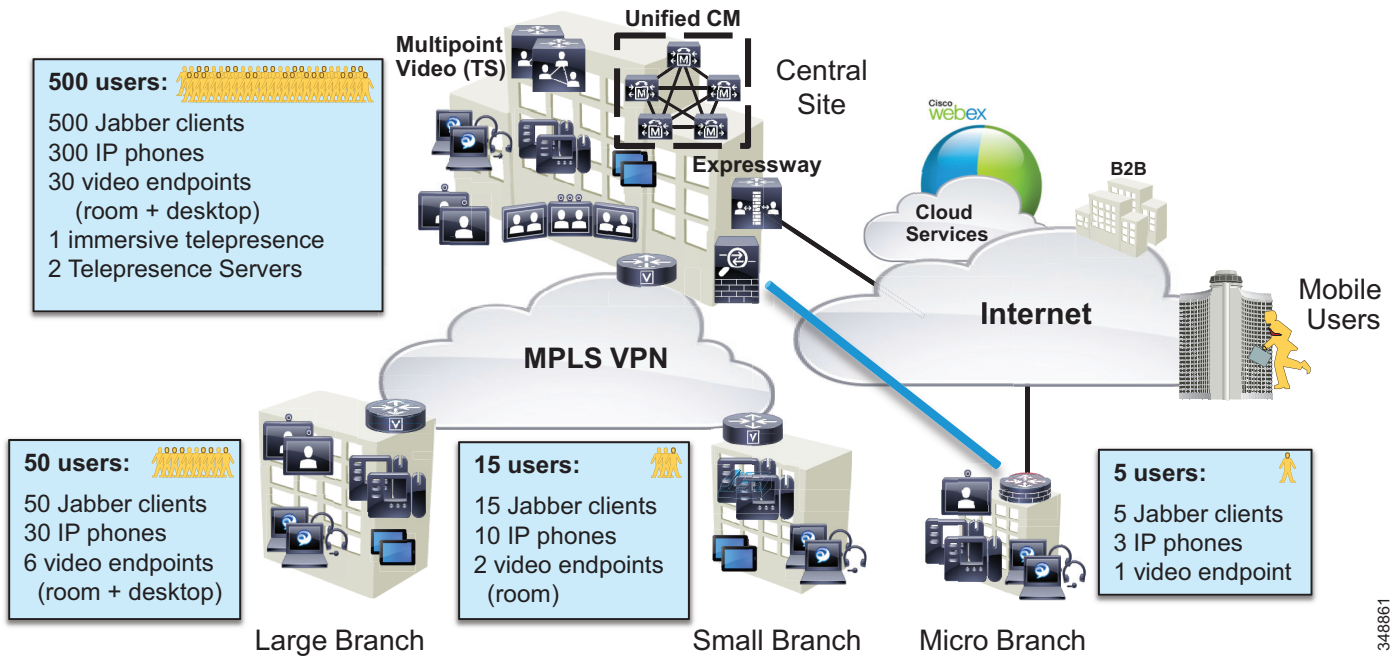 Unified CM
Multipoint
Video (TS)
Central
Site
500 users:
500 Jabber clients
300 IP phones
30 video endpoints
(room + desktop)
1 immersive telepresence
2 Telepresence Servers
M
M
M
M
M
Expressway
Cisco
webex
Cloud
Services
B2B
Internet
Mobile
Users
V
MPLS VPN
V
V
50 users:
50 Jabber clients
30 IP phones
6 video endpoints
(room + desktop)
15 users:
15 Jabber clients
10 IP phones
2 video endpoints
(room)
5 users:
5 Jabber clients
3 IP phones
1 video endpoint
Large Branch
Small Branch
Micro Branch
348861